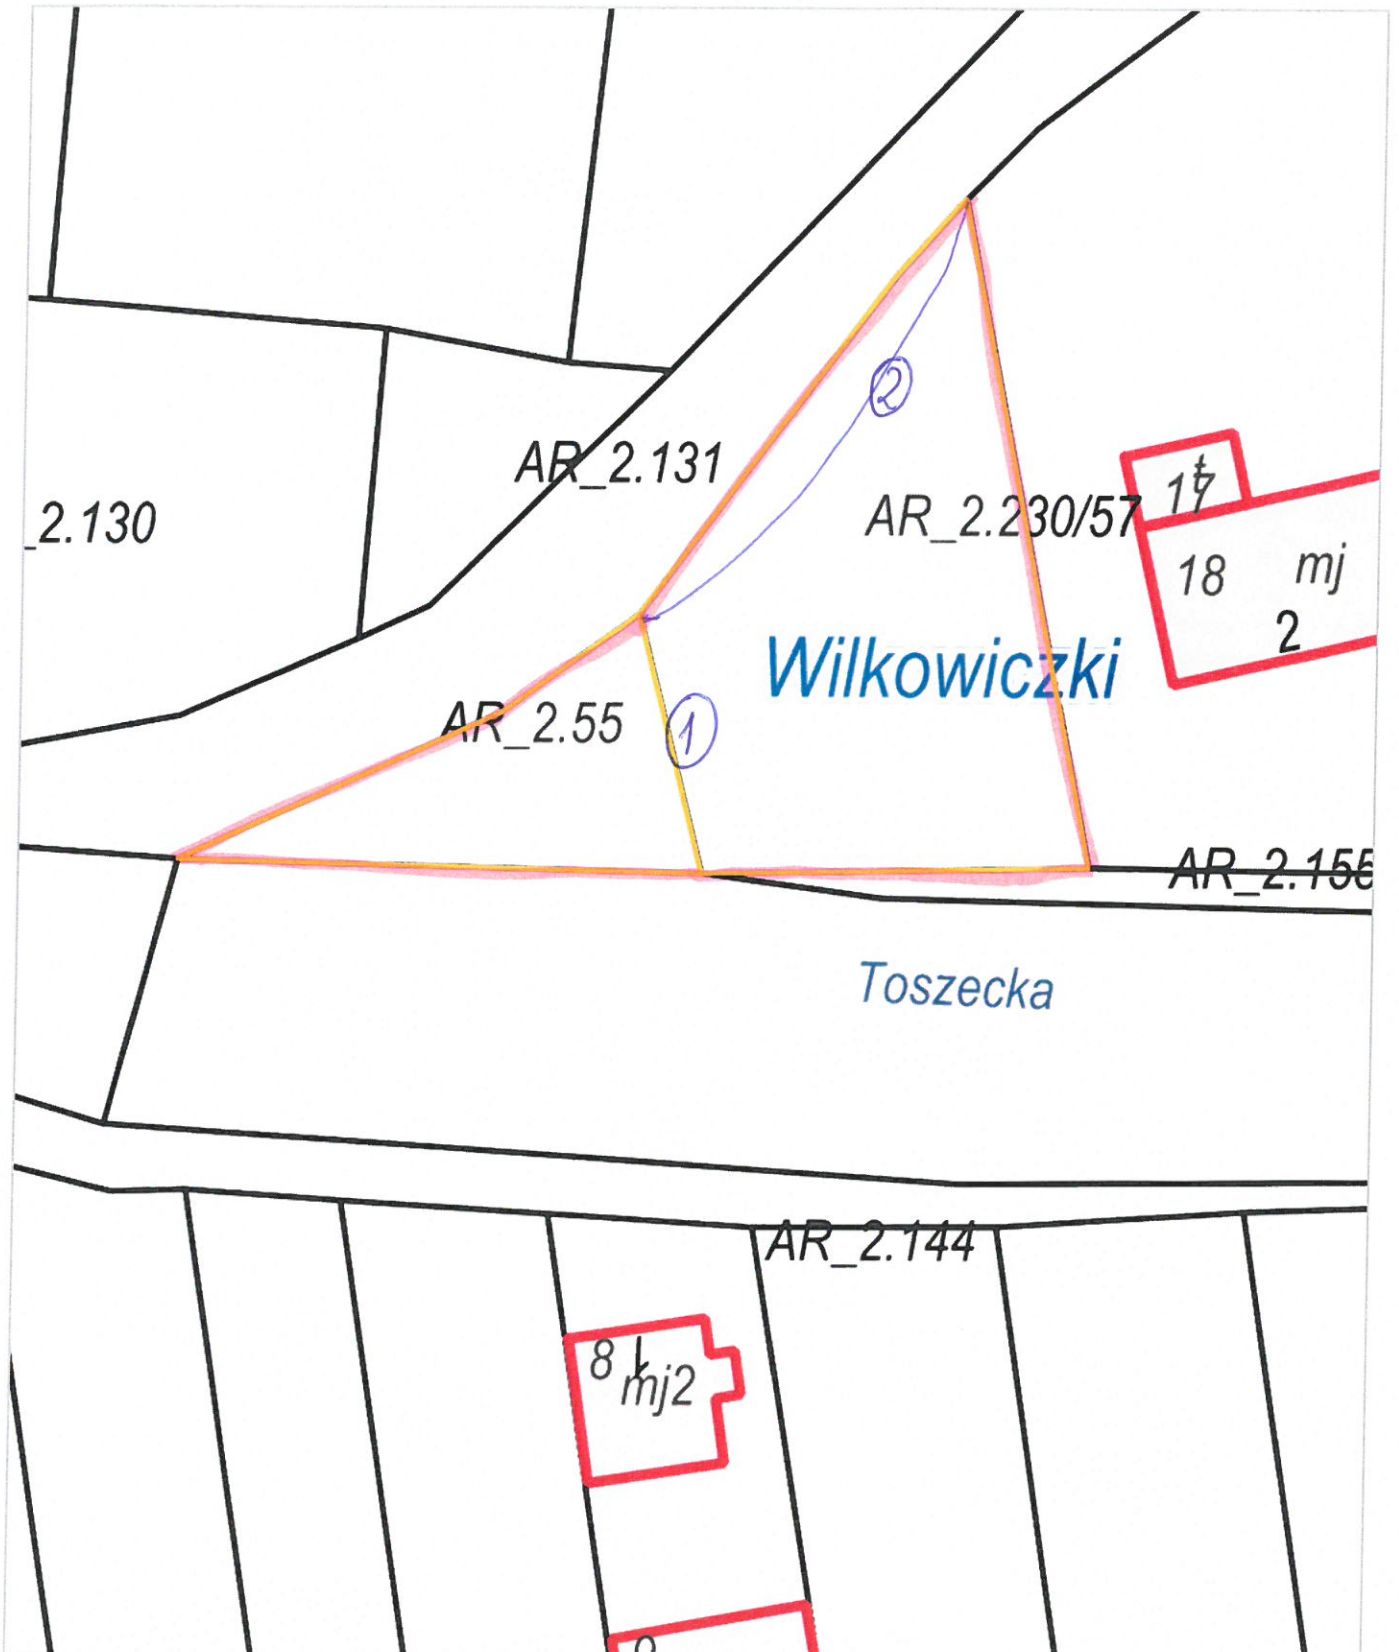 2
AR_2.131
17
t
AR_2.230/57
_2.130
18
mj
2
Wilkowiczki
AR_2.55
1
AR_2.155
Toszecka
AR_2.144
8
mj2